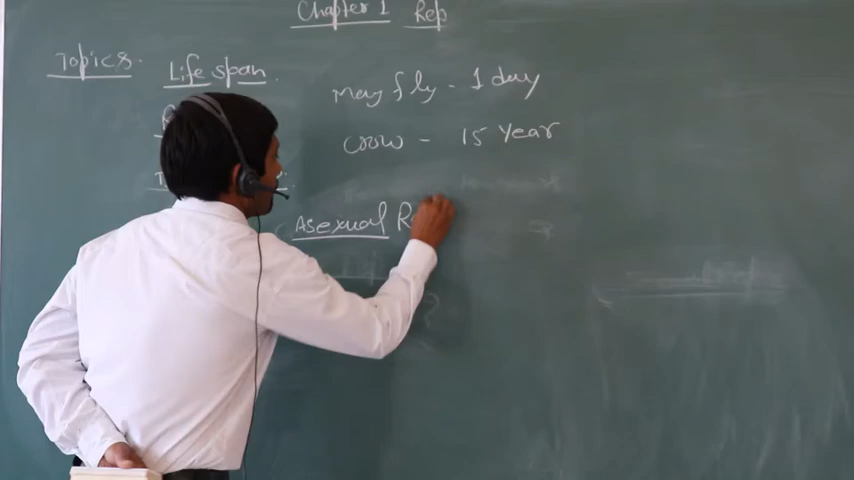 Chapter 1 Rep
Topics. Life span.
May fly - 1 day
crow - 15 Year
Asexual R